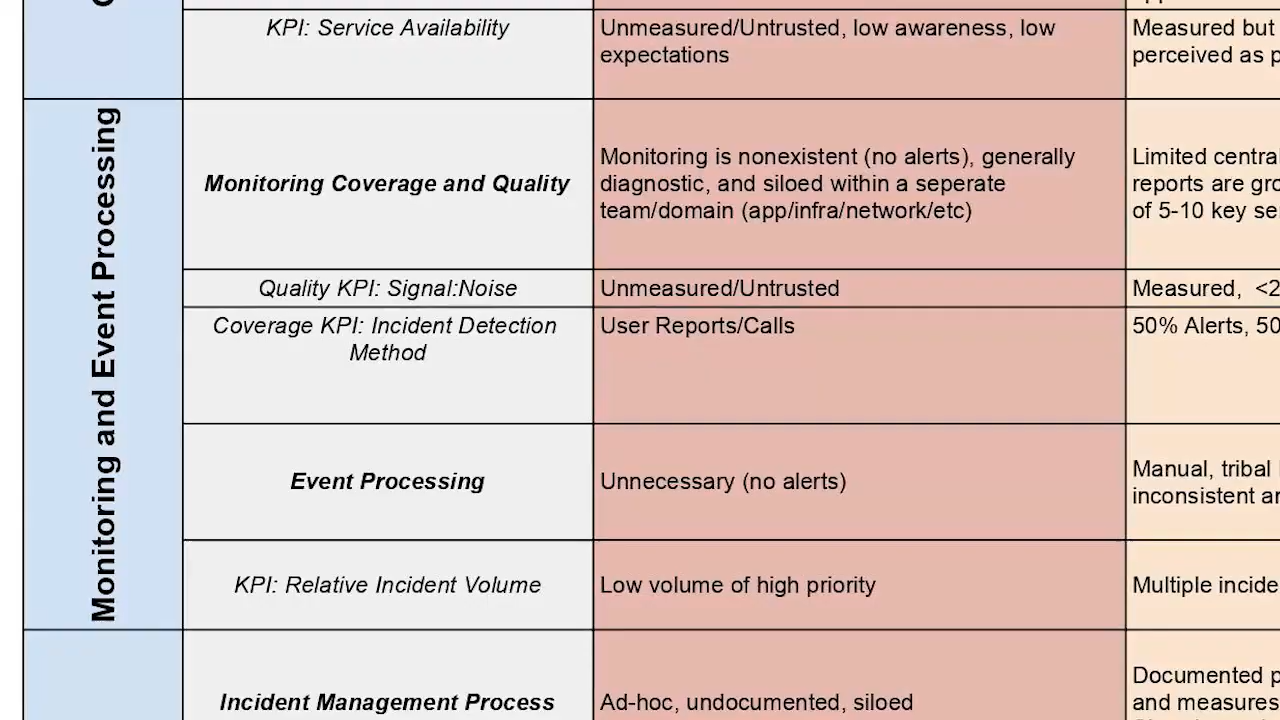 KPI: Service Availability
Unmeasured/Untrusted, low awareness, low
expectations
Measured but
perceived as
Monitoring and Event Processing
Monitoring Coverage and Quality
Monitoring is nonexistent (no alerts), generally
diagnostic, and siloed within a seperate
team/domain (app/infra/network/etc)
Limited
reports are
of 5-10 key
Quality KPI: Signal:Noise
Unmeasured/Untrusted
Measured, <2
Coverage KPI: Incident Detection
Method
User Reports/Calls
50% Alerts, 50
Event Processing
Unnecessary (no alerts)
Manual, tribal
inconsistent
KPI: Relative Incident Volume
Low volume of high priority
Multiple
Incident Management Process
Ad-hoc, undocumented, siloed
Documented
and measures